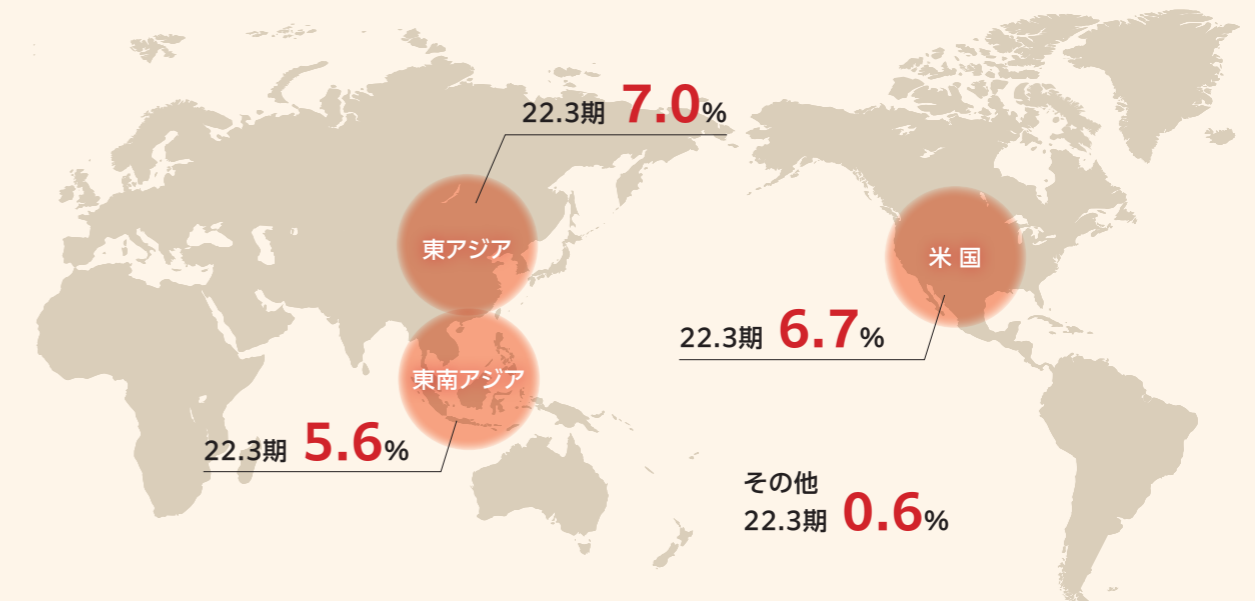 22.3期 7.0%
東アジア
米国
22.3期 6.7%
東南アジア
22.3期 5.6%
その他
22.3期 0.6%